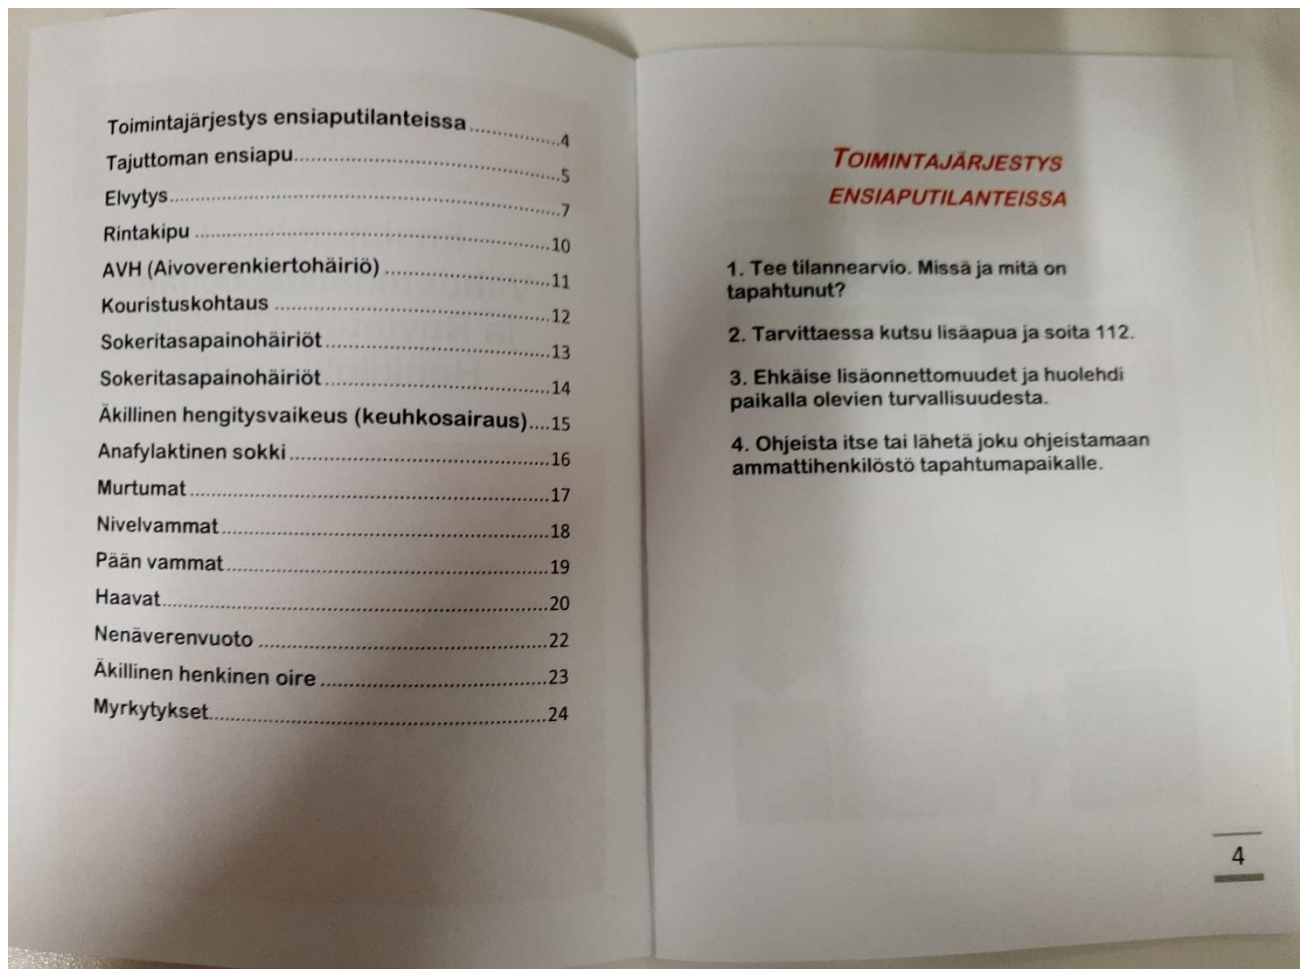 Toimintajärjestys ensiaputilanteissa....................4
Tajuttoman ensiapu....................5
Elvytys....................7
Rintakipu ....................10
AVH (Aivoverenkiertohäiriö) ....................11
Kouristuskohtaus ....................12
Sokeritasapainohäiriöt....................13
Sokeritasapainohäiriöt....................14
Äkillinen hengitysvaikeus (keuhkosairaus)....15
Anafylaktinen sokki....................16
Murtumat....................17
Nivelvammat....................18
Pään vammat....................19
Haavat....................20
Nenäverenvuoto ....................22
Äkillinen henkinen oire....................23
Myrkytykset....................24
TOIMINTAJÄRJESTYS
ENSIAPUTILANTEISSA
1. Tee tilannearvio. Missä ja mitä on
tapahtunut?
2. Tarvittaessa kutsu lisäapua ja soita 112.
3. Ehkäise lisäonnettomuudet ja huolehdi
paikalla olevien turvallisuudesta.
4. Ohjeista itse tai lähetä joku ohjeistamaan
ammattihenkilöstö tapahtumapaikalle.
4